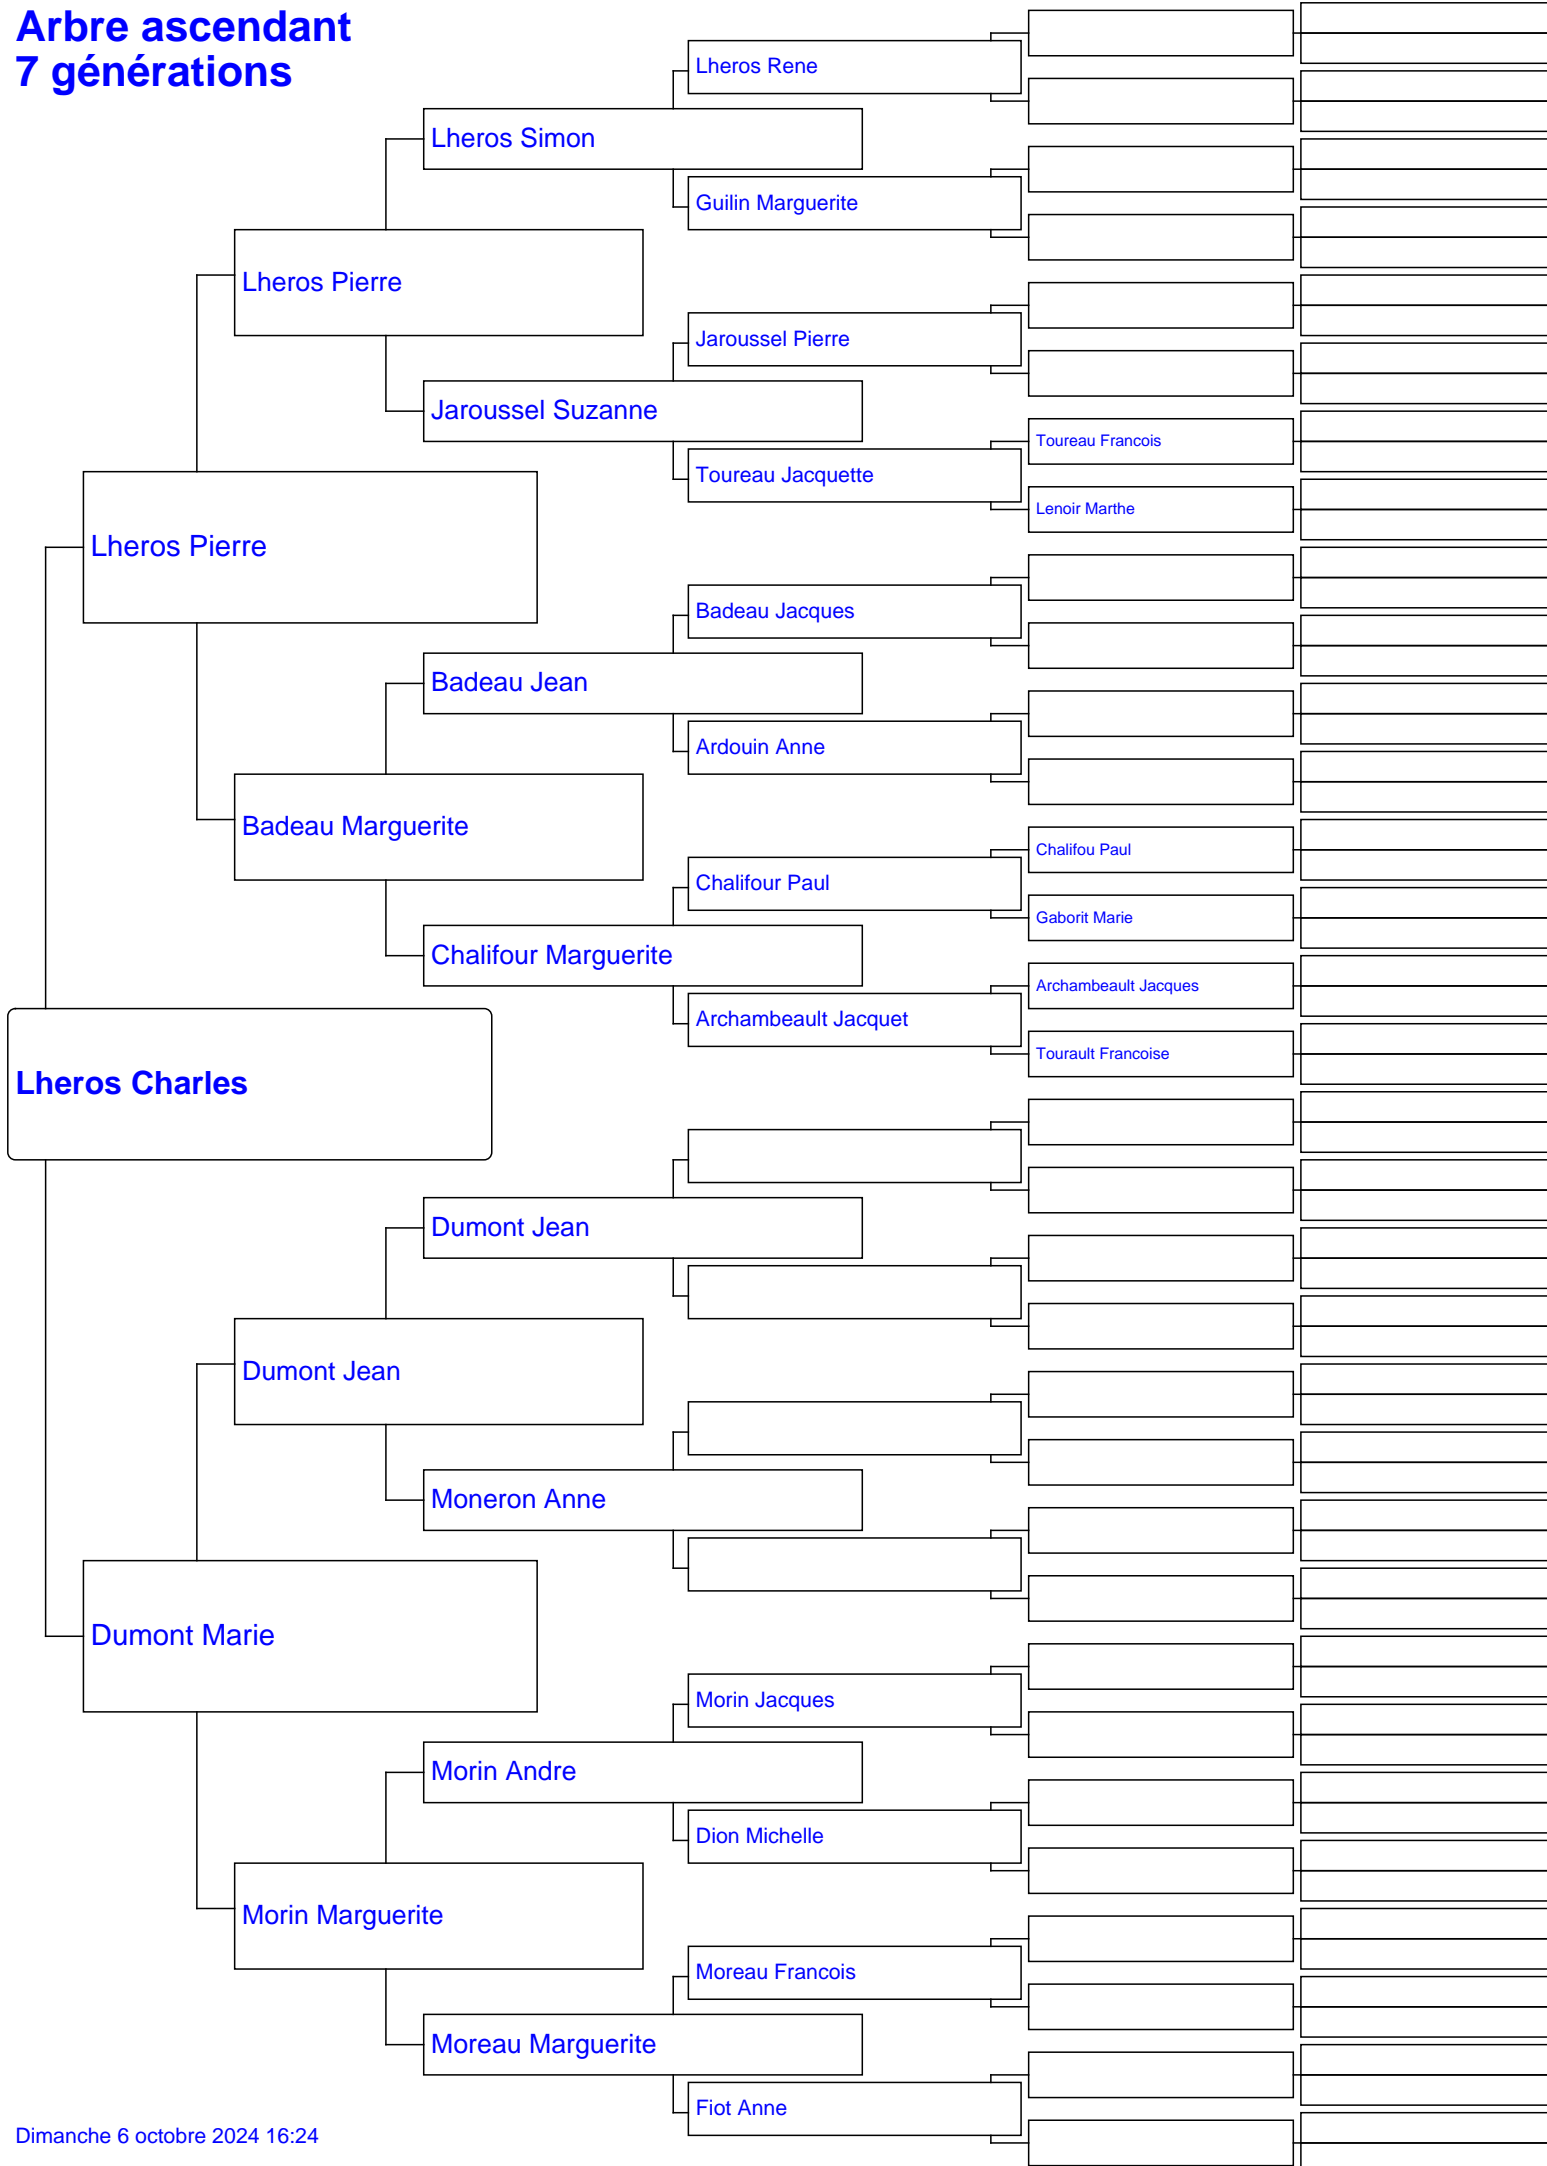 Arbre ascendant
7 générations
Lheros Rene
Lheros Simon
Guilin Marguerite
Lheros Pierre
Jaroussel Pierre
Jaroussel Suzanne
Toureau Francois
Toureau Jacquette
Lenoir Marthe
Lheros Pierre
Badeau Jacques
Badeau Jean
Ardouin Anne
Badeau Marguerite
Chalifou Paul
Chalifour Paul
Gaborit Marie
Chalifour Marguerite
Archambeault Jacques
Archambeault Jacquet
Tourault Francoise
Lheros Charles
Dumont Jean
Dumont Jean
Moneron Anne
Dumont Marie
Morin Jacques
Morin Andre
Dion Michelle
Morin Marguerite
Moreau Francois
Moreau Marguerite
Fiot Anne
Dimanche 6 octobre 2024 16:24